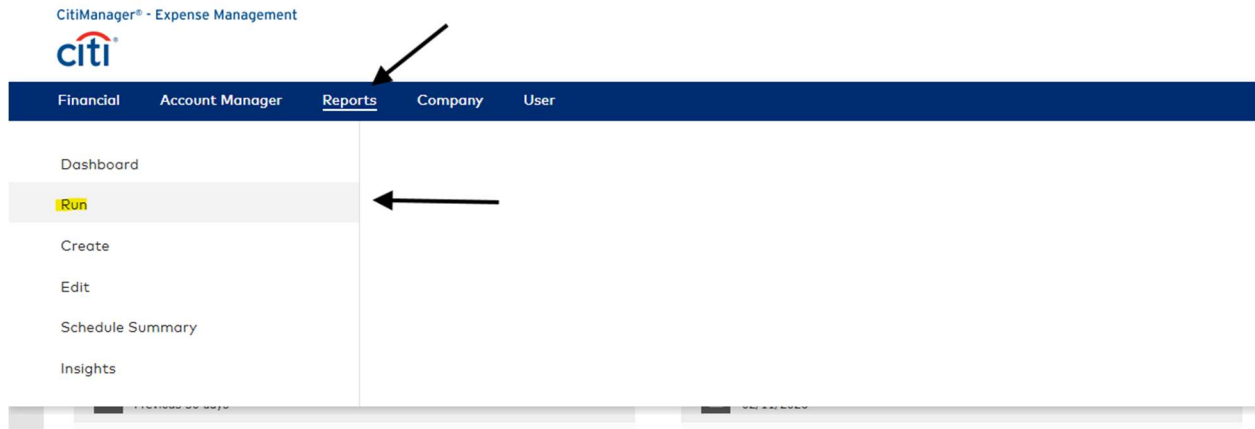 CitiManager® - Expense Management
citi®
Financial Account Manager Reports Company User
Dashboard
Run
Create
Edit
Schedule Summary
Insights